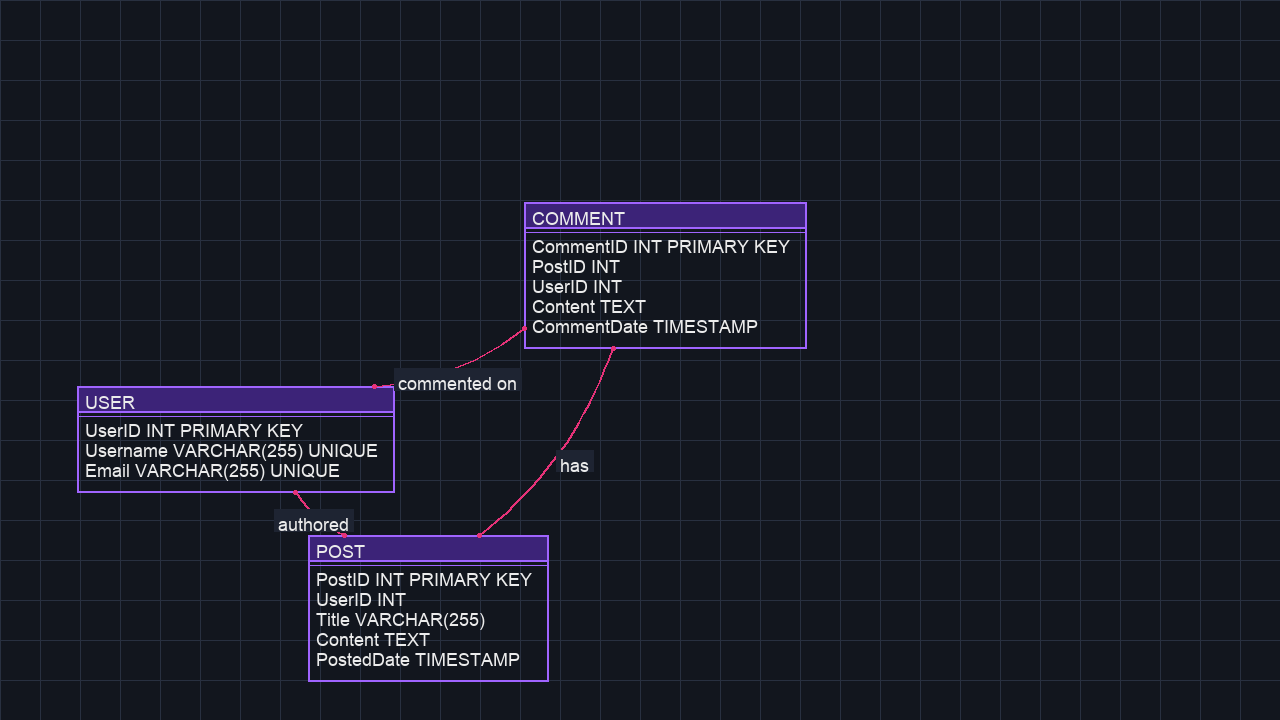 COMMENT
CommentID INT PRIMARY KEY
PostID INT
UserID INT
Content TEXT
CommentDate TIMESTAMP
commented on
USER
UserID INT PRIMARY KEY
Username VARCHAR(255) UNIQUE
Email VARCHAR(255) UNIQUE
has
authored
POST
PostID INT PRIMARY KEY
UserID INT
Title VARCHAR(255)
Content TEXT
PostedDate TIMESTAMP